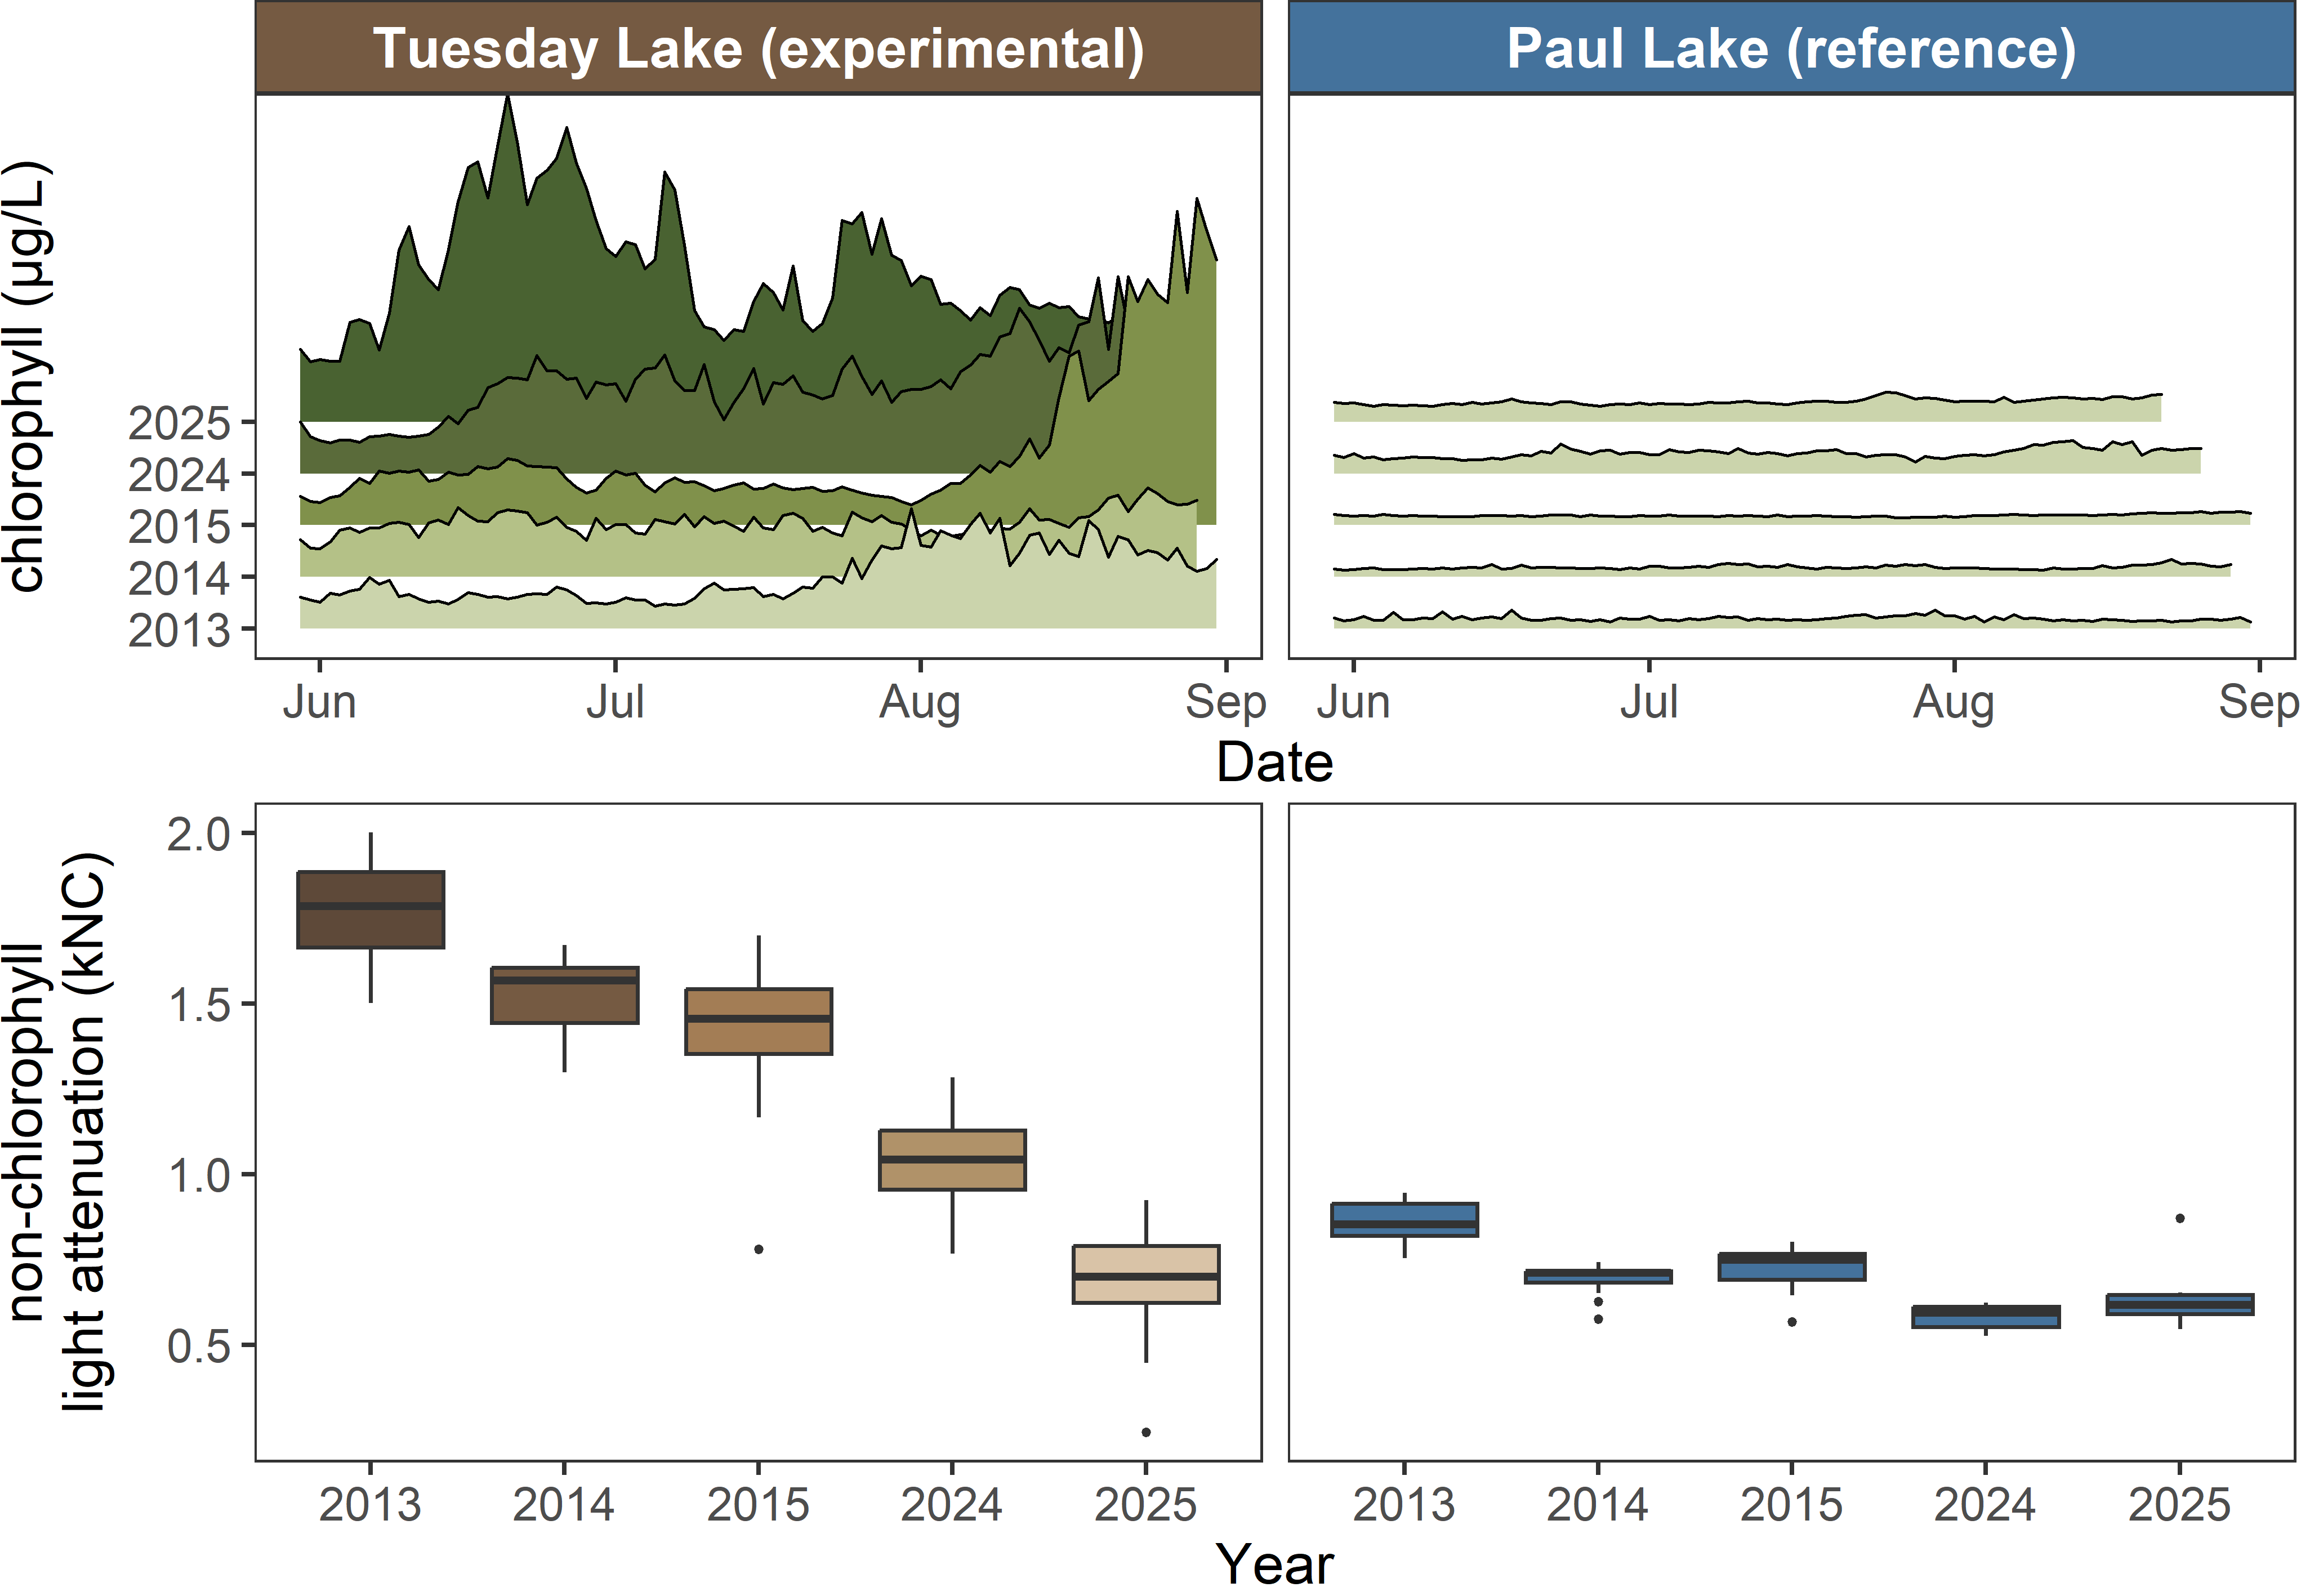 Tuesday Lake (experimental)
Paul Lake (reference)
chlorophyll (µg/L)
2025
2024
2015
2014
2013
Jun
Jul
Aug
Sep
Jun
Jul
Aug
Sep
Date
non-chlorophyll
light attenuation (kNC)
2.0
1.5
1.0
0.5
2013
2014
2015
2024
2025
2013
2014
2015
2024
2025
Year